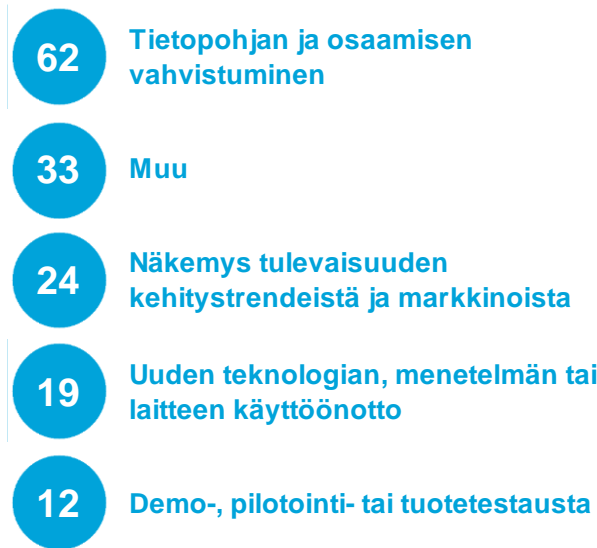 62
Tietopohjan ja osaamisen
vahvistuminen
33
Muu
24
Näkemys tulevaisuuden
kehitystrendeistä ja markkinoista
19
Uuden teknologian, menetelmän tai
laitteen käyttöönotto
12
Demo-, pilotointi- tai tuotetestausta